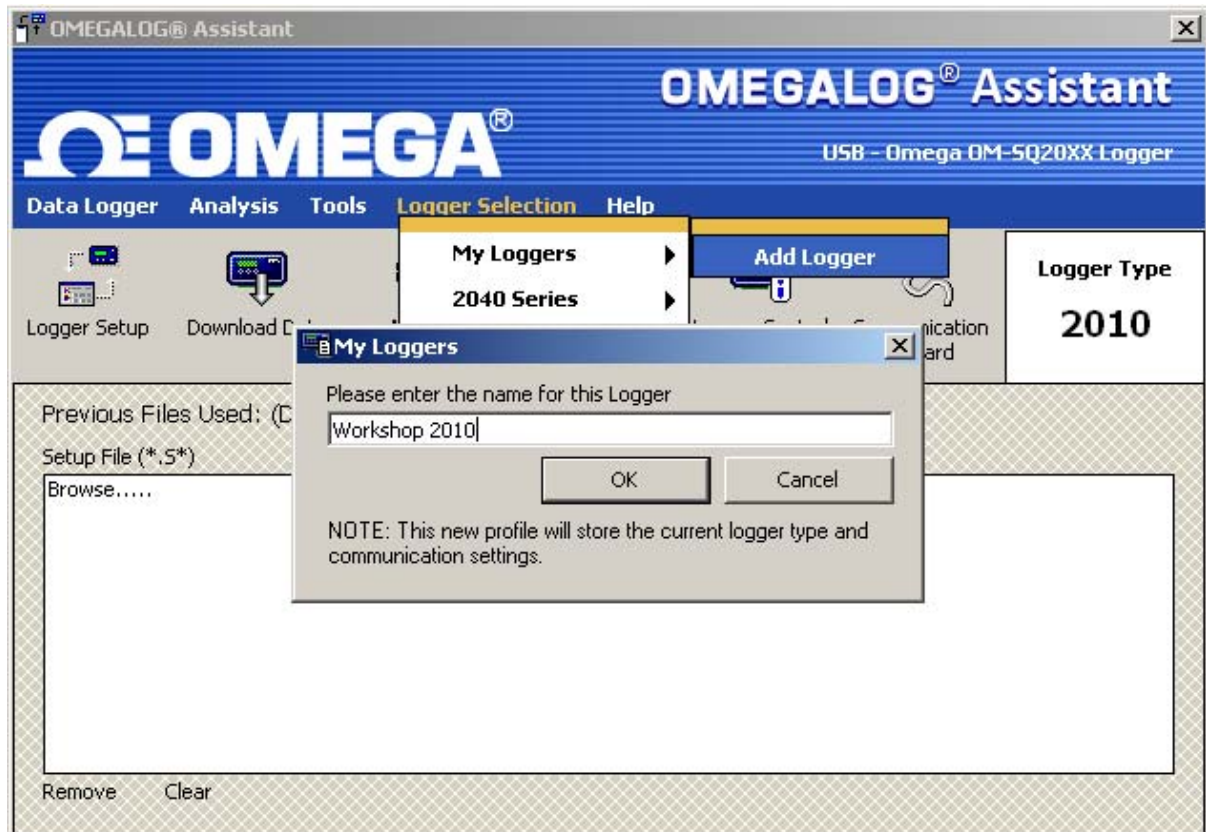 OMEGALOG® Assistant
OMEGALOG® Assistant
ΩE OMEGA®
USB - Omega OM-SQ20XX Logger
Data Logger Analysis Tools Logger Selection Help
My Loggers
Add Logger
2040 Series
Logger Type
2010
Logger Setup
Download
My Loggers
Please enter the name for this Logger
Workshop 2010
OK
Cancel
NOTE: This new profile will store the current logger type and
communication settings.
Previous Files Used:
Setup File (*.S*)
Browse.....
Remove Clear